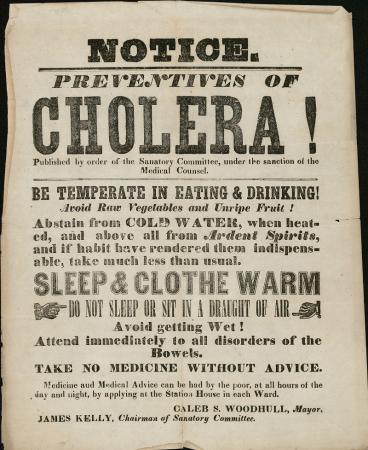 NOTICE.
PREVENTIVES OF
CHOLERA!
Published by order of the Sanatory Committee, under the sanction of the
Medical Counsel.
BE TEMPERATE IN EATING & DRINKING!
Avoid Raw Vegetables and Unripe Fruit!
Abstain from COLD WATER, when heat-
ed, and above all from Ardent Spirits,
and if habit have rendered them indispens-
able, take much less than usual.
SLEEP & CLOTHE WARM
DO NOT SLEEP OR SIT IN A DRAUGHT OF AIR
Avoid getting Wet!
Attend immediately to all disorders of the
Bowels.
TAKE NO MEDICINE WITHOUT ADVICE.
Medicine and Medical Advice can be had by the poor, at all hours of the
day and night, by applying at the Station House in each Ward.
CALEB S. WOODHULL, Mayor.
JAMES KELLY, Chairman of Sanatory Committee.